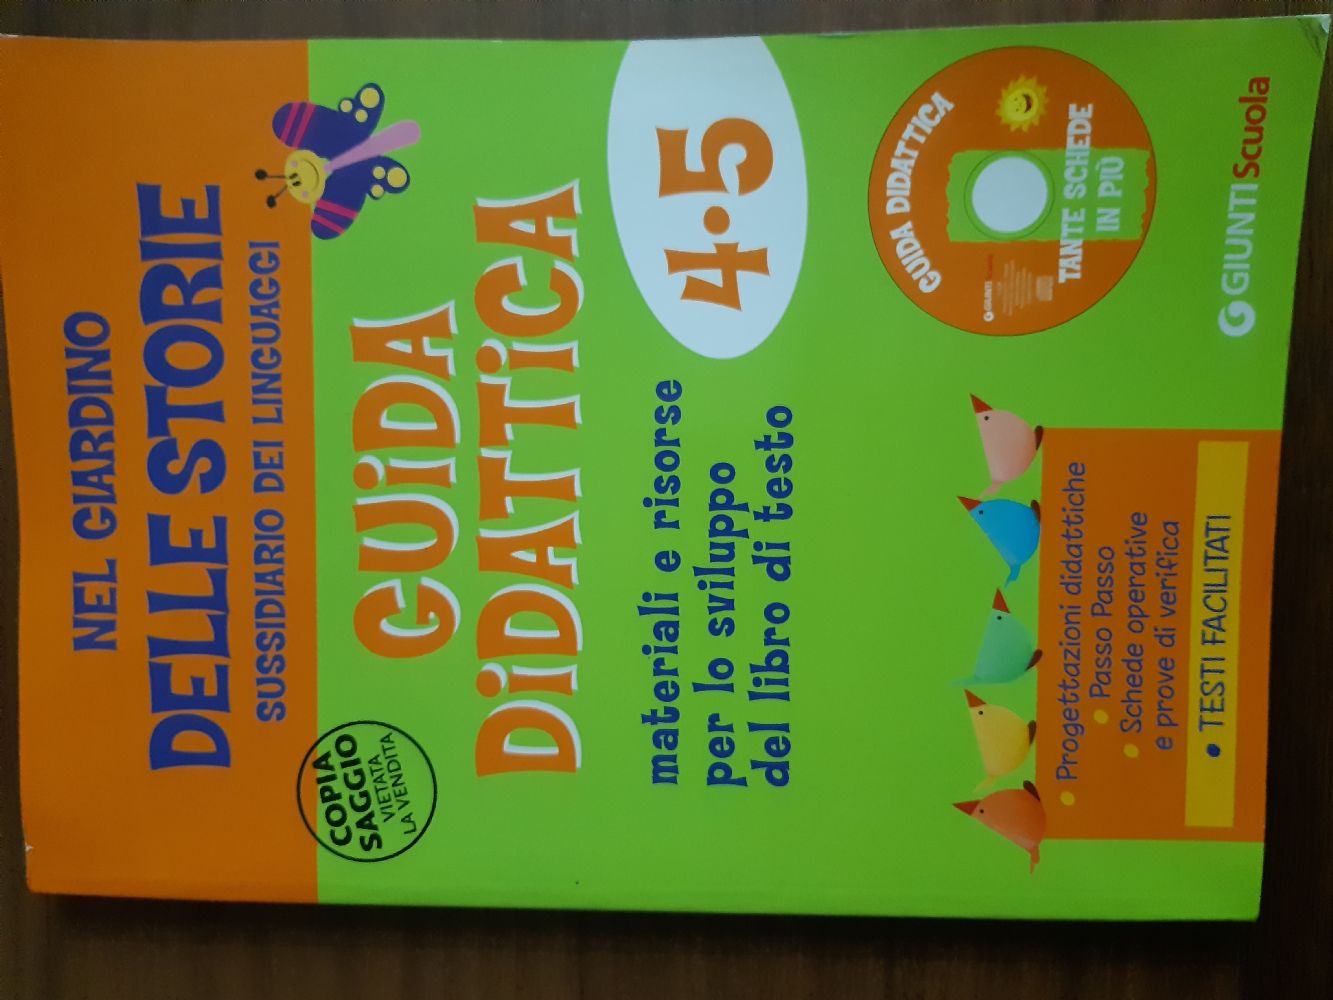 NEL GIARDINO
DELLE STORIE
SUSSIDIARIO DEI LINGUAGGI
COPIA
SAGGIO
VIETATA
LA VENDITA
GUiDA
DiDATTiCA
materiali e risorse
per lo sviluppo
del libro di testo
4•5
GUIDA DIDATTICA
GIUNTI Scuola
TANTE SCHEDE
IN PIÙ
• Progettazioni didattiche
• Passo Passo
• Schede operative
e prove di verifica
• TESTI FACILITATI
GIUNTI Scuola